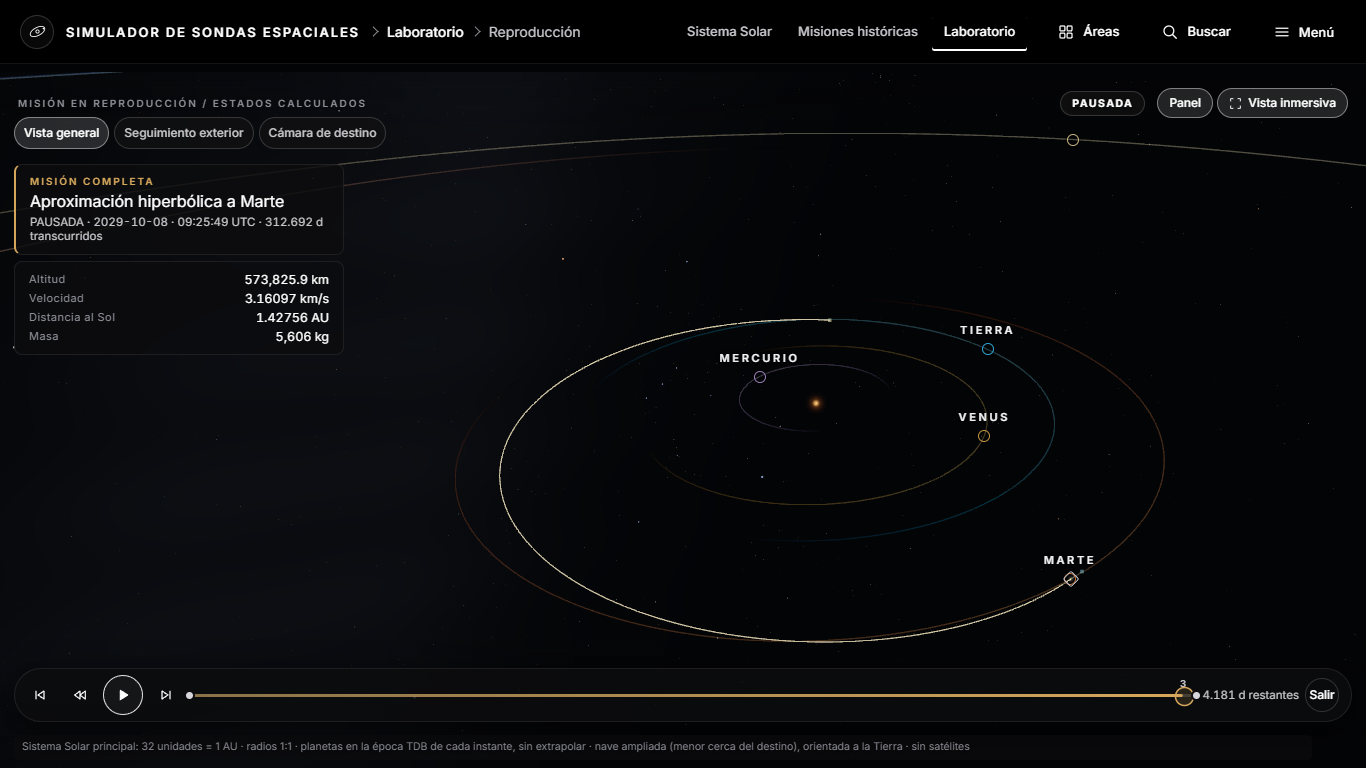 SIMULADOR DE SONDAS ESPACIALES > Laboratorio > Reproducción
Sistema Solar
Misiones históricas
Laboratorio
Áreas
Buscar
Menú
MISIÓN EN REPRODUCCIÓN / ESTADOS CALCULADOS
PAUSADA
Panel
Vista inmersiva
Vista general
Seguimiento exterior
Cámara de destino
MISIÓN COMPLETA
Aproximación hiperbólica a Marte
PAUSADA · 2029-10-08 · 09:25:49 UTC · 312.692 d
transcurridos
Altitud 573,825.9 km
Velocidad 3.16097 km/s
Distancia al Sol 1.42756 AU
Masa 5,606 kg
TIERRA
MERCURIO
VENUS
MARTE
3
4.181 d restantes
Salir
Sistema Solar principal: 32 unidades = 1 AU · radios 1:1 · planetas en la época TDB de cada instante, sin extrapolar · nave ampliada (menor cerca del destino), orientada a la Tierra · sin satélites